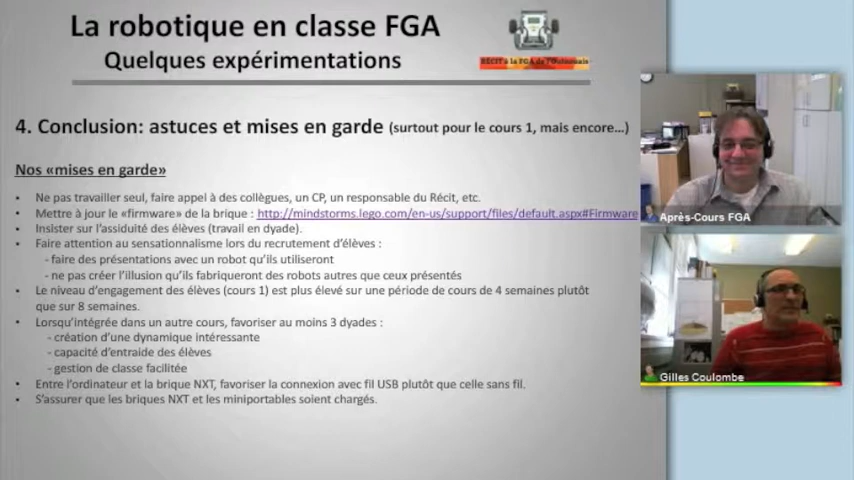 La robotique en classe FGA
Quelques expérimentations
RÉCIT à la FGA de l'Outaouais
4. Conclusion: astuces et mises en garde (surtout pour le cours 1, mais encore…)
Nos «mises en garde»
• Ne pas travailler seul, faire appel à des collègues, un CP, un responsable du Récit, etc.
• Mettre à jour le «firmware» de la brique : http://mindstorms.lego.com/en-us/support/files/default.aspx#Firmware
• Insister sur l'assiduité des élèves (travail en dyade).
• Faire attention au sensationnalisme lors du recrutement d'élèves :
- faire des présentations avec un robot qu'ils utiliseront
- ne pas créer l'illusion qu'ils fabriqueront des robots autres que ceux présentés
• Le niveau d'engagement des élèves (cours 1) est plus élevé sur une période de cours de 4 semaines plutôt
que sur 8 semaines.
• Lorsqu'intégrée dans un autre cours, favoriser au moins 3 dyades :
- création d'une dynamique intéressante
- capacité d'entraide des élèves
- gestion de classe facilitée
• Entre l'ordinateur et la brique NXT, favoriser la connexion avec fil USB plutôt que celle sans fil.
• S'assurer que les briques NXT et les miniportables soient chargés.
Après-Cours FGA
Gilles Coulombe